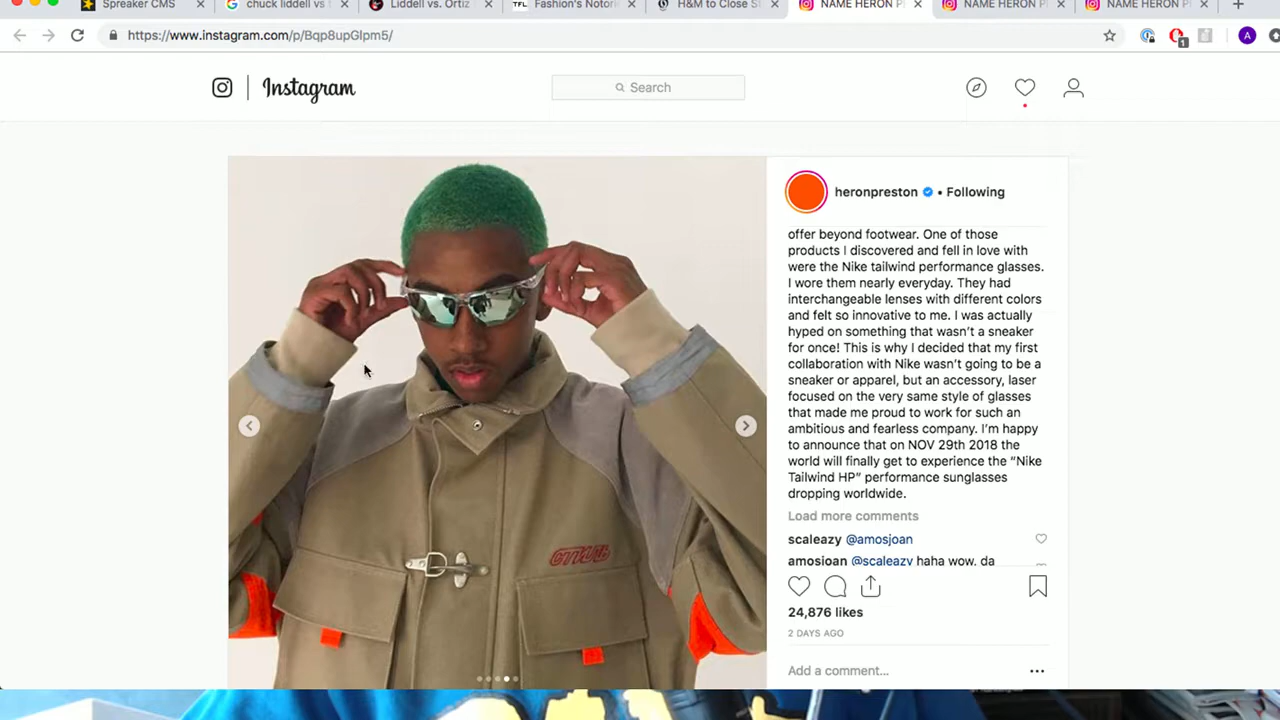 Spreaker CMS
chuck liddell vs
Liddell vs. Ortiz
TFL
Fashion's Notori
H&M to Close S
NAME HERON P
NAME HERON P
NAME HERON P
https://www.instagram.com/p/Bqp8upGlpm5/
1
A
Instagram
Search
heronpreston • Following
offer beyond footwear. One of those
products I discovered and fell in love with
were the Nike tailwind performance glasses.
I wore them nearly everyday. They had
interchangeable lenses with different colors
and felt so innovative to me. I was actually
hyped on something that wasn't a sneaker
for once! This is why I decided that my first
collaboration with Nike wasn't going to be a
sneaker or apparel, but an accessory, laser
focused on the very same style of glasses
that made me proud to work for such an
ambitious and fearless company. I'm happy
to announce that on NOV 29th 2018 the
world will finally get to experience the “Nike
Tailwind HP” performance sunglasses
dropping worldwide.
Load more comments
scaleazy @amosjoan
amosjoan @scaleazy haha wow, da
СТИЛЬ
24,876 likes
2 DAYS AGO
Add a comment...